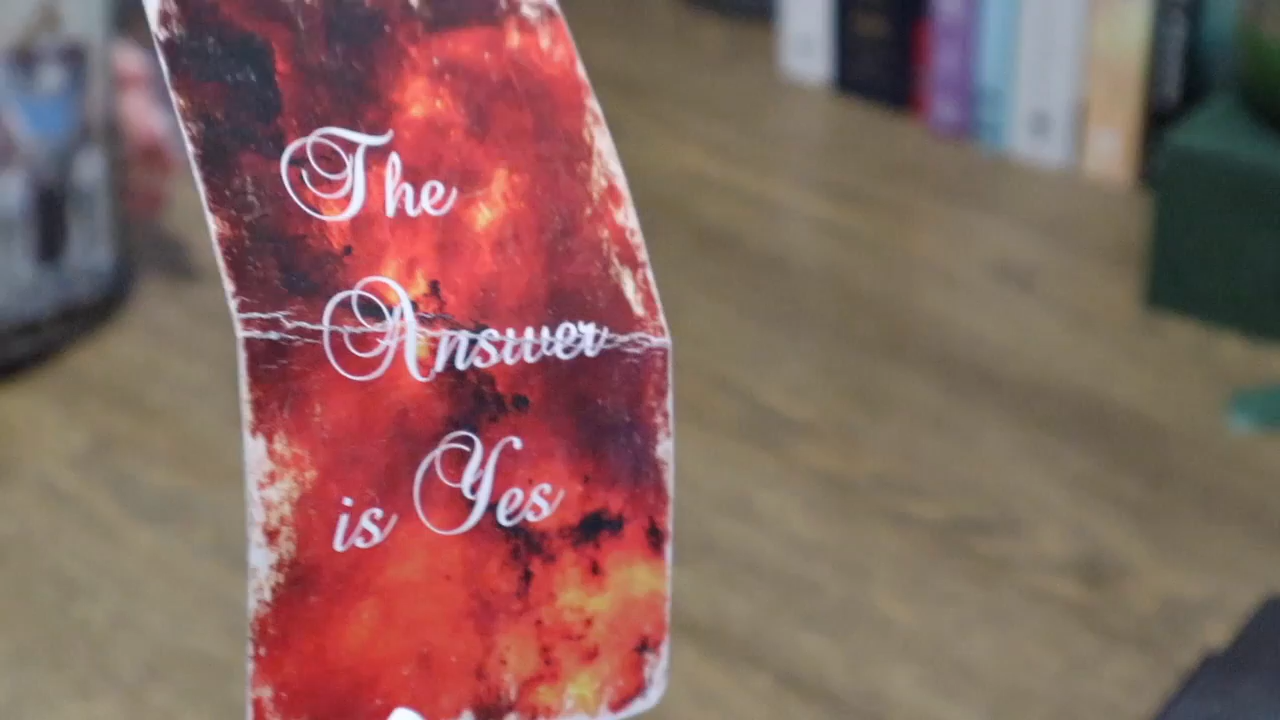 The
Answer
is Yes